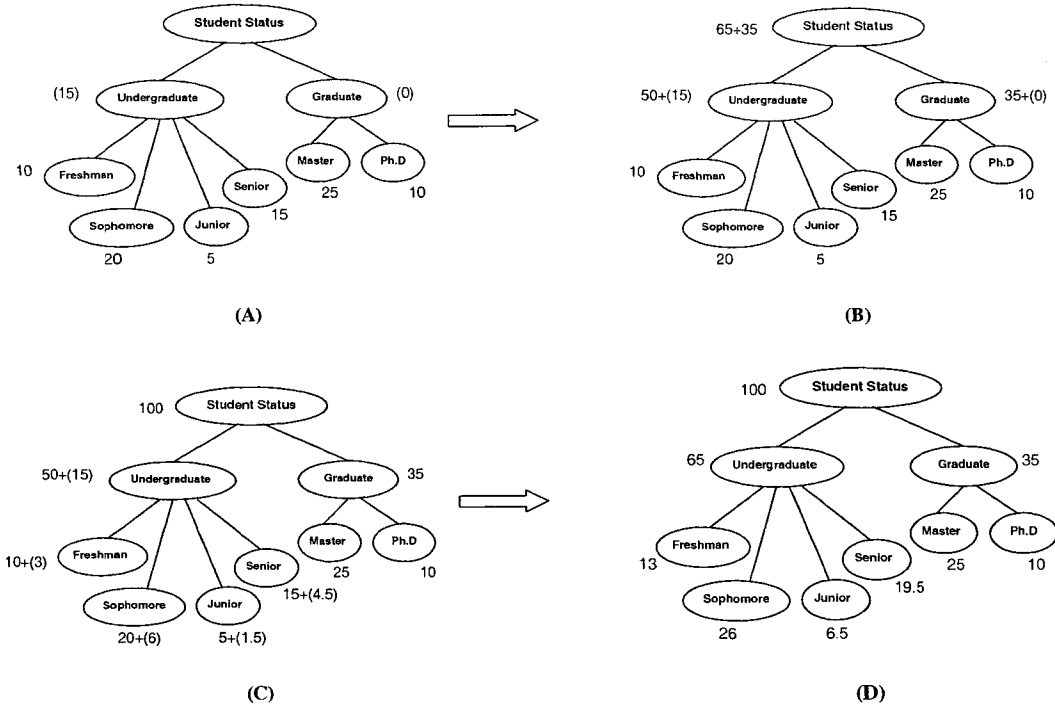 Student Status
(15) Undergraduate Graduate (0)
10 Freshman Master Ph.D
Senior 25 10
15
Sophomore Junior
20 5
(A)
65+35 Student Status
50+(15) Undergraduate Graduate 35+(0)
10 Freshman Master Ph.D
Senior 25 10
15
Sophomore Junior
20 5
(B)
100 Student Status
50+(15) Undergraduate Graduate 35
10+(3) Freshman Master Ph.D
Senior 25 10
15+(4.5)
Sophomore Junior
20+(6) 5+(1.5)
(C)
100 Student Status
65 Undergraduate Graduate 35
13 Freshman Master Ph.D
Senior 25 10
19.5
Sophomore Junior
26 6.5
(D)